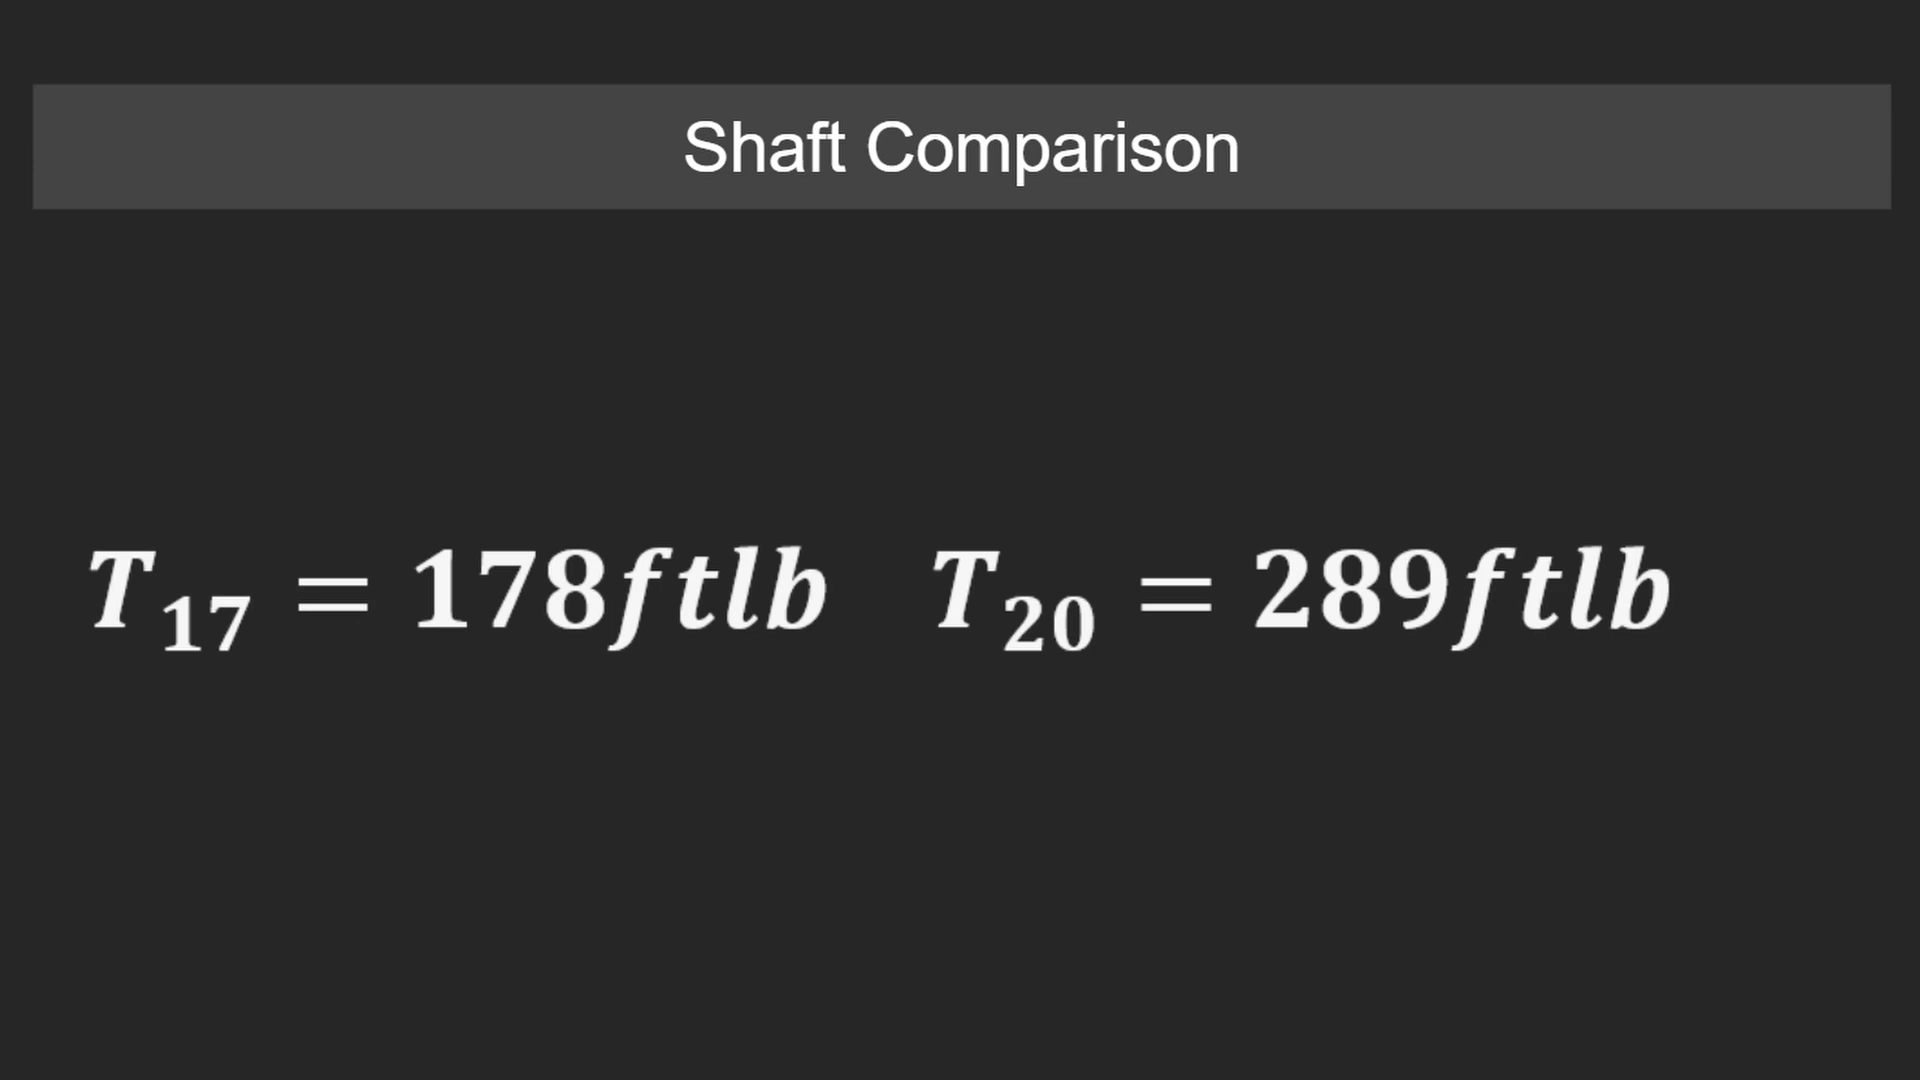 Shaft Comparison
T₁₇ = 178ftlb T₂₀ = 289ftlb